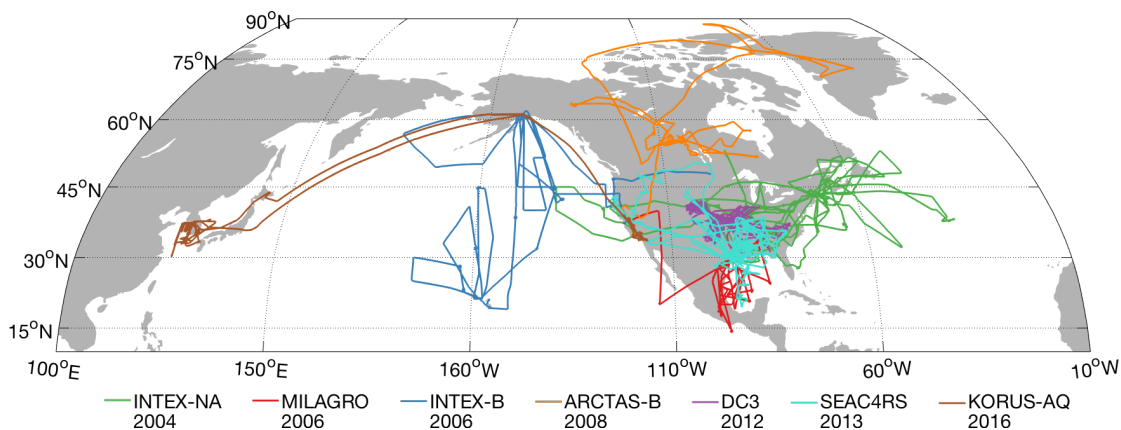 90°N
75°N
60°N
45°N
30°N
15°N
100°E 150°E 160°W 110°W 60°W 10°W
INTEX-NA MILAGRO INTEX-B ARCTAS-B DC3 SEAC4RS KORUS-AQ
2004 2006 2006 2008 2012 2013 2016